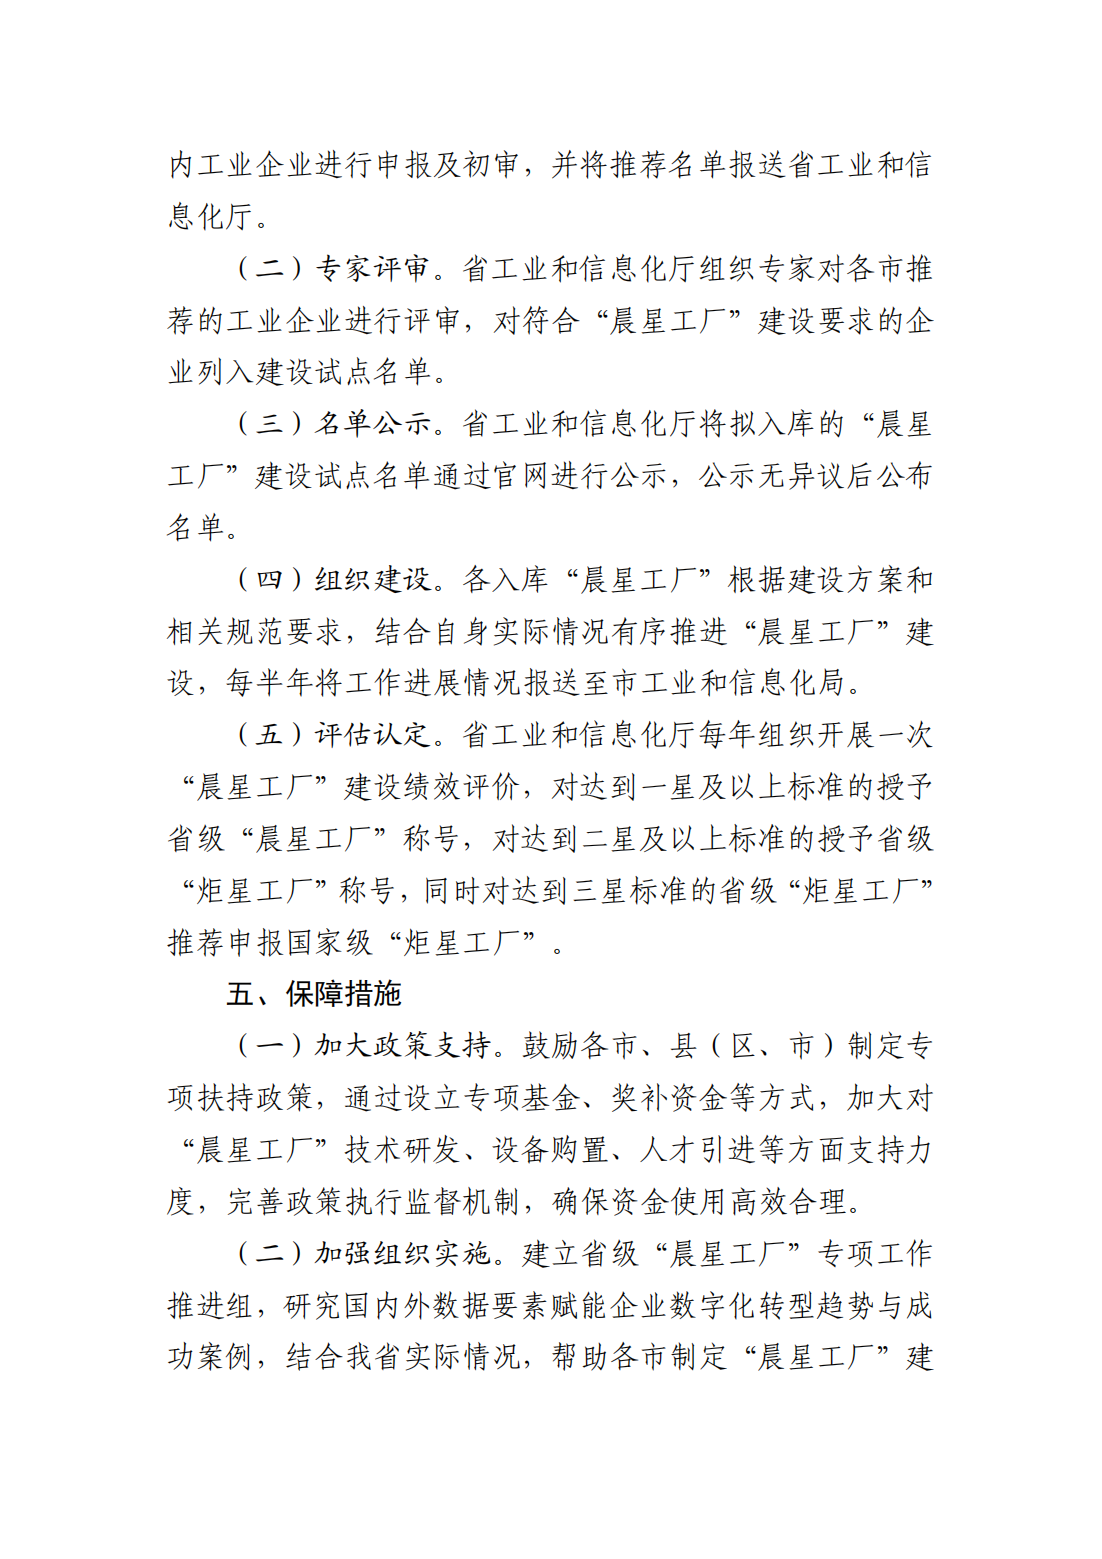 内工业企业进行申报及初审，并将推荐名单报送省工业和信
息化厅。
（二）专家评审。省工业和信息化厅组织专家对各市推
荐的工业企业进行评审，对符合“晨星工厂”建设要求的企
业列入建设试点名单。
（三）名单公示。省工业和信息化厅将拟入库的“晨星
工厂”建设试点名单通过官网进行公示，公示无异议后公布
名单。
（四）组织建设。各入库“晨星工厂”根据建设方案和
相关规范要求，结合自身实际情况有序推进“晨星工厂”建
设，每半年将工作进展情况报送至市工业和信息化局。
（五）评估认定。省工业和信息化厅每年组织开展一次
“晨星工厂”建设绩效评价，对达到一星及以上标准的授予
省级“晨星工厂”称号，对达到二星及以上标准的授予省级
“炬星工厂”称号，同时对达到三星标准的省级“炬星工厂”
推荐申报国家级“炬星工厂”。
五、保障措施
（一）加大政策支持。鼓励各市、县（区、市）制定专
项扶持政策，通过设立专项基金、奖补资金等方式，加大对
“晨星工厂”技术研发、设备购置、人才引进等方面支持力
度，完善政策执行监督机制，确保资金使用高效合理。
（二）加强组织实施。建立省级“晨星工厂”专项工作
推进组，研究国内外数据要素赋能企业数字化转型趋势与成
功案例，结合我省实际情况，帮助各市制定“晨星工厂”建